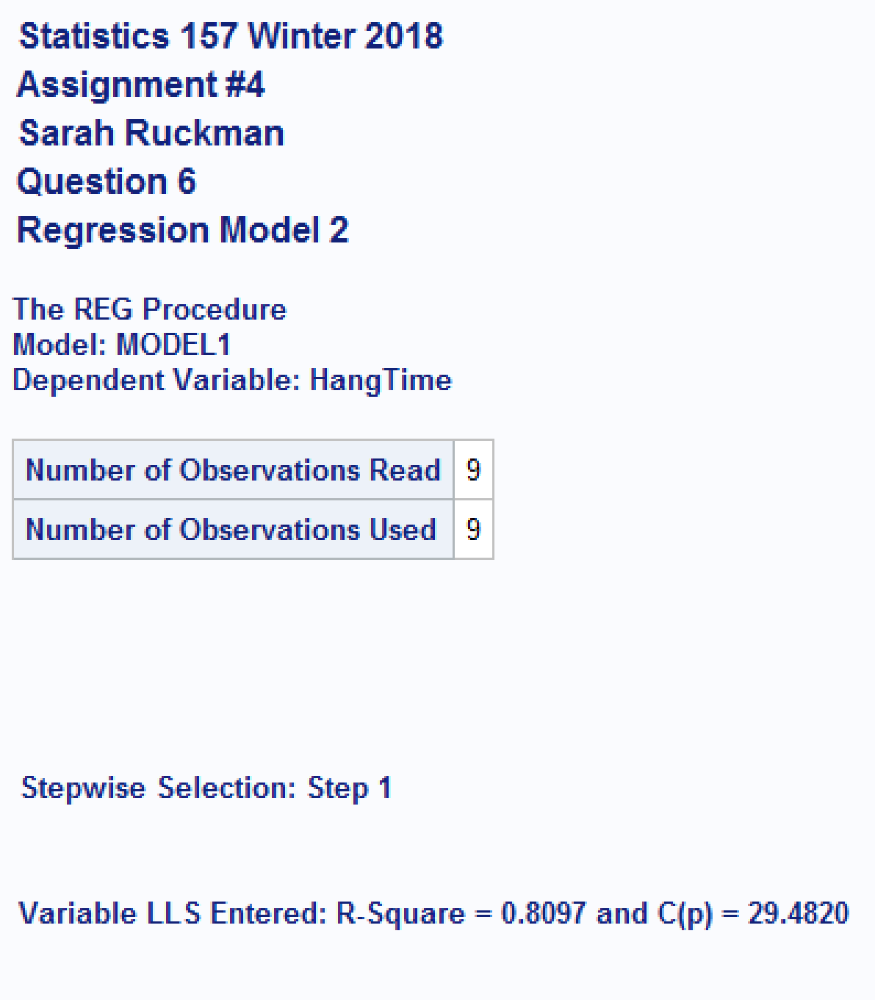 Statistics 157 Winter 2018
Assignment #4
Sarah Ruckman
Question 6
Regression Model 2
The REG Procedure
Model: MODEL1
Dependent Variable: HangTime
Number of Observations Read 9
Number of Observations Used 9
Stepwise Selection: Step 1
Variable LLS Entered: R-Square = 0.8097 and C(p) = 29.4820